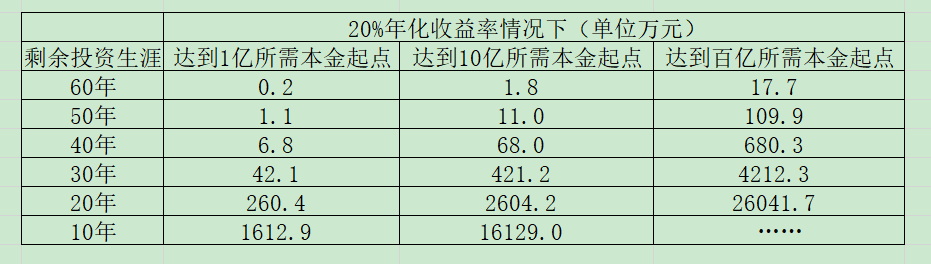 20%年化收益率情况下（单位万元）
剩余投资生涯 达到1亿所需本金起点 达到10亿所需本金起点 达到百亿所需本金起点
60年 0.2 1.8 17.7
50年 1.1 11.0 109.9
40年 6.8 68.0 680.3
30年 42.1 421.2 4212.3
20年 260.4 2604.2 26041.7
10年 1612.9 16129.0 ……